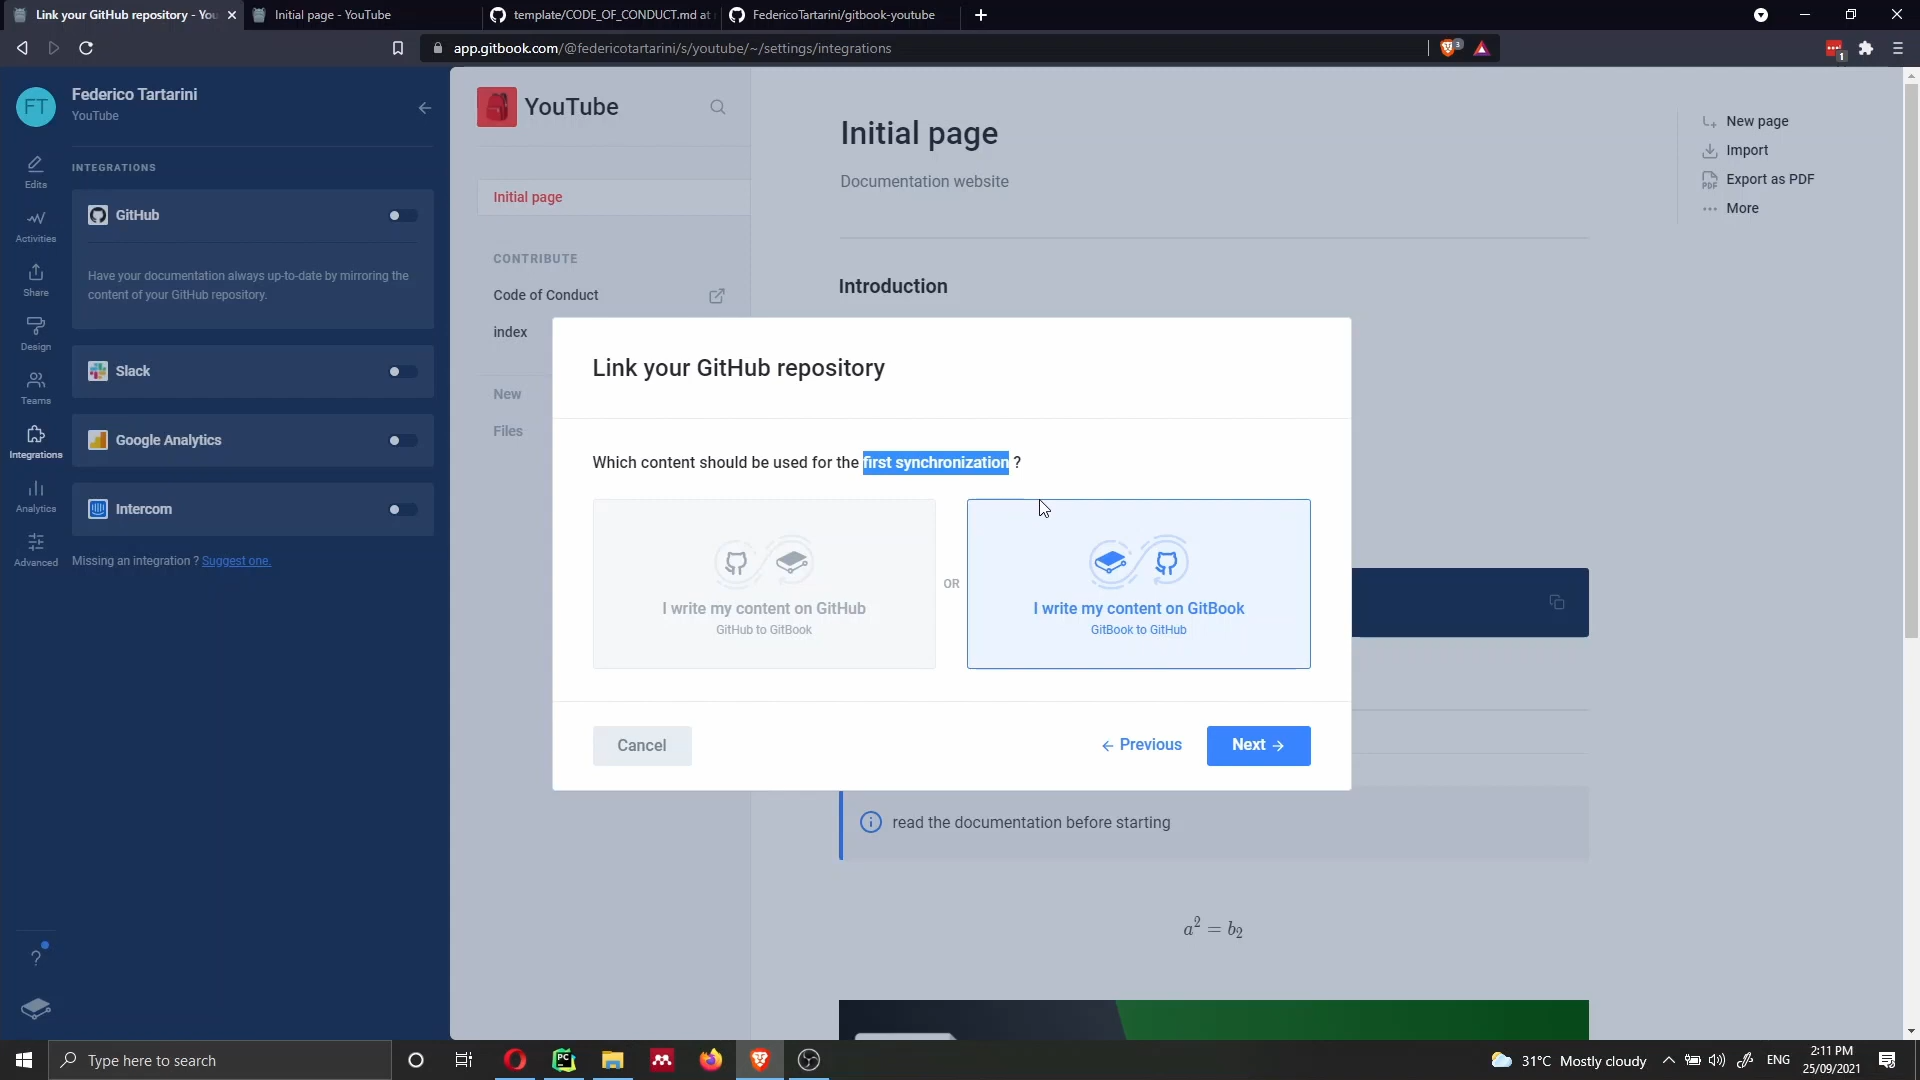 Link your GitHub repository - You
Initial page - YouTube
template/CODE_OF_CONDUCT.md at
FedericoTartarini/gitbook-youtube
app.gitbook.com/@federicotartarini/s/youtube/~/settings/integrations
3
1
FT
Federico Tartarini
YouTube
INTEGRATIONS
Edits
Activities
Share
Design
Teams
Integrations
Analytics
Advanced
GitHub
Have your documentation always up-to-date by mirroring the
content of your GitHub repository.
Slack
Google Analytics
Intercom
Missing an integration ? Suggest one.
?
YouTube
Initial page
CONTRIBUTE
Code of Conduct
index
New
Files
Initial page
Documentation website
Introduction
New page
Import
PDF
Export as PDF
More
Link your GitHub repository
Which content should be used for the first synchronization ?
I write my content on GitHub
GitHub to GitBook
OR
I write my content on GitBook
GitBook to GitHub
Cancel
← Previous
Next →
read the documentation before starting
a² = b₂
Type here to search
PC
31°C Mostly cloudy
ENG
2:11 PM
25/09/2021